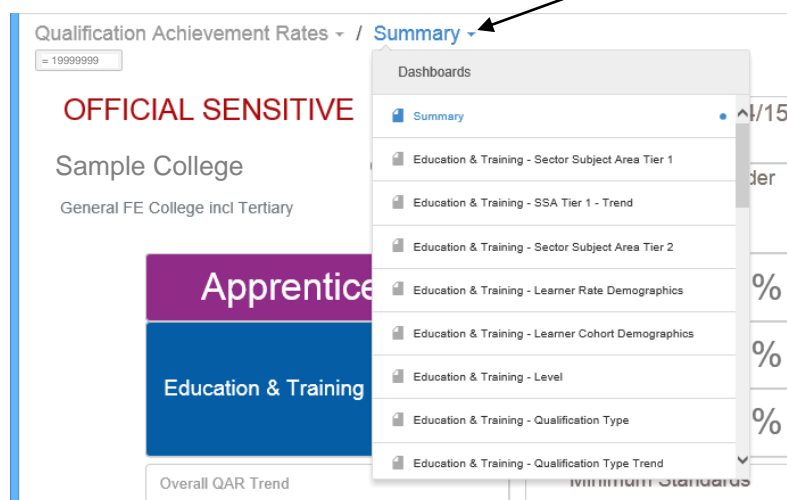 Qualification Achievement Rates / Summary
= 19999999
Dashboards
OFFICIAL SENSITIVE
Summary
4/15
Sample College
Education & Training - Sector Subject Area Tier 1
General FE College incl Tertiary
Education & Training - SSA Tier 1 - Trend
Education & Training - Sector Subject Area Tier 2
Apprentice
Education & Training - Learner Rate Demographics
%
Education & Training - Learner Cohort Demographics
%
Education & Training
Education & Training - Level
Education & Training - Qualification Type
%
Education & Training - Qualification Type Trend
Overall QAR Trend
Minimum Standards